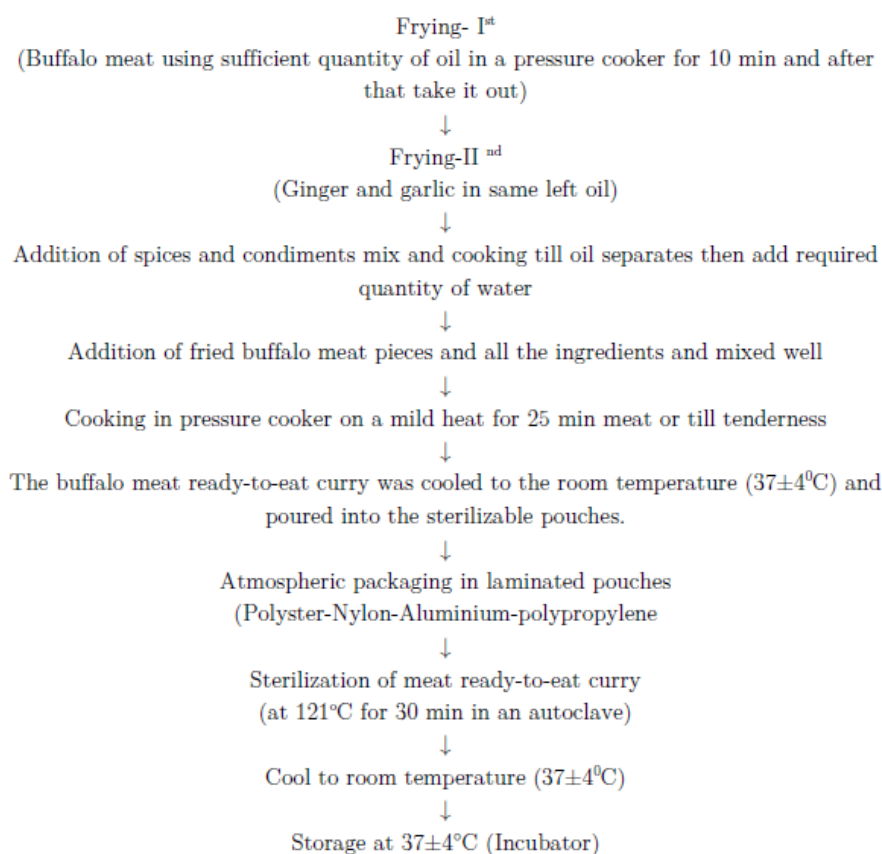 Frying- Iˢᵗ
(Buffalo meat using sufficient quantity of oil in a pressure cooker for 10 min and after
that take it out)
↓
Frying-II ⁿᵈ
(Ginger and garlic in same left oil)
↓
Addition of spices and condiments mix and cooking till oil separates then add required
quantity of water
↓
Addition of fried buffalo meat pieces and all the ingredients and mixed well
↓
Cooking in pressure cooker on a mild heat for 25 min meat or till tenderness
↓
The buffalo meat ready-to-eat curry was cooled to the room temperature (37±4⁰C) and
poured into the sterilizable pouches.
↓
Atmospheric packaging in laminated pouches
(Polyster-Nylon-Aluminium-polypropylene
↓
Sterilization of meat ready-to-eat curry
(at 121°C for 30 min in an autoclave)
↓
Cool to room temperature (37±4⁰C)
↓
Storage at 37±4°C (Incubator)